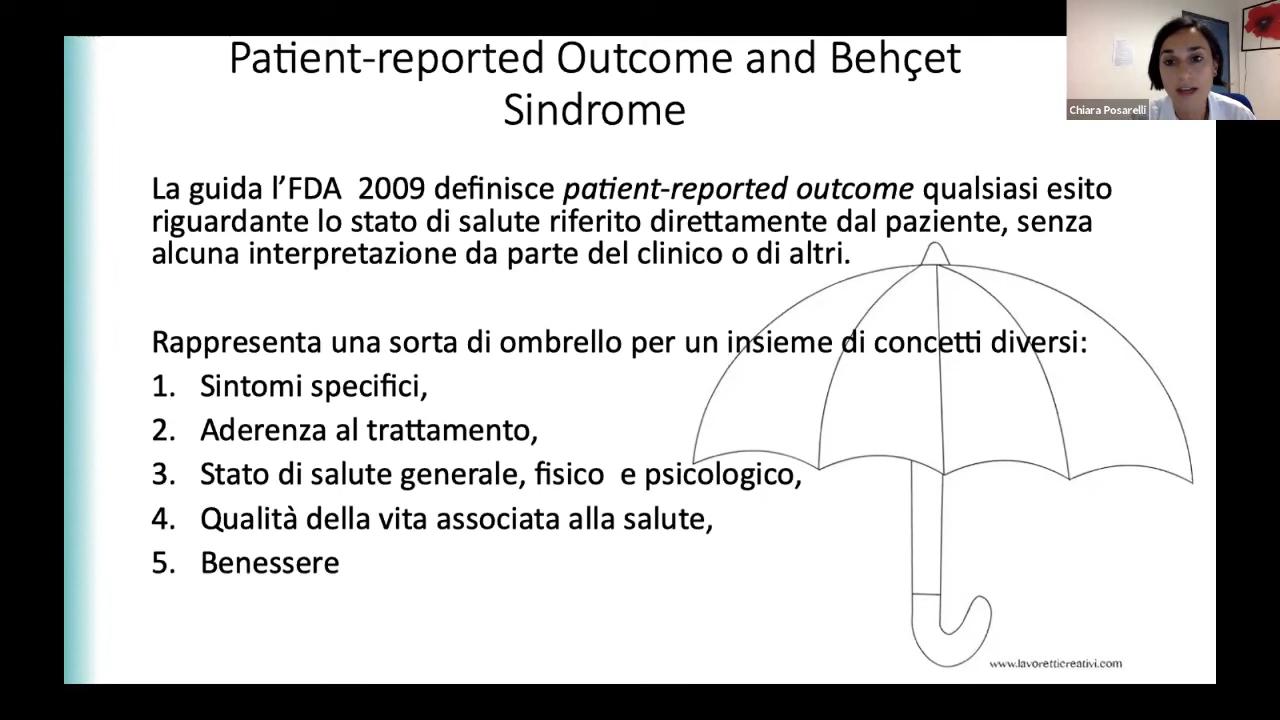 Patient-reported Outcome and Behçet
Sindrome
Chiara Posarelli
La guida l’FDA  2009 definisce patient-reported outcome qualsiasi esito
riguardante lo stato di salute riferito direttamente dal paziente, senza
alcuna interpretazione da parte del clinico o di altri.
Rappresenta una sorta di ombrello per un insieme di concetti diversi:
1. Sintomi specifici,
2. Aderenza al trattamento,
3. Stato di salute generale, fisico  e psicologico,
4. Qualità della vita associata alla salute,
5. Benessere
www.lavoretticreativi.com